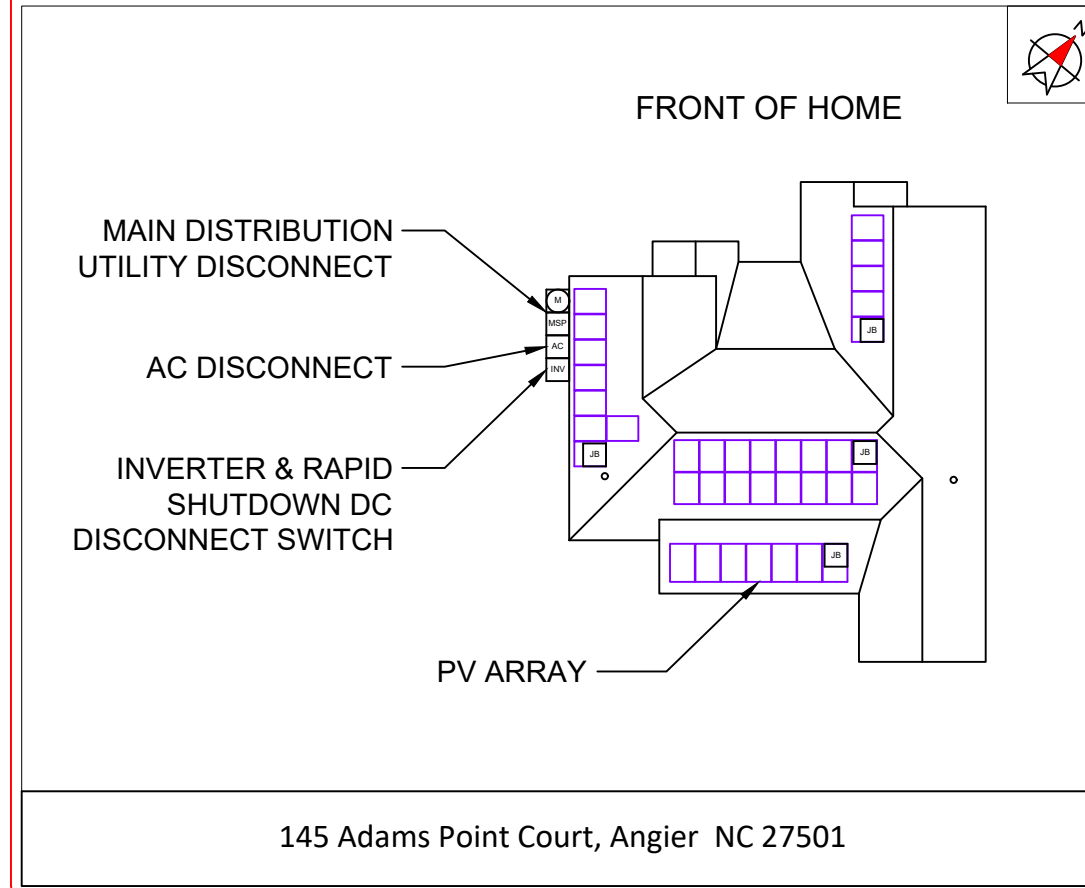 N
FRONT OF HOME
MAIN DISTRIBUTION
UTILITY DISCONNECT
M
MSP
AC
INV
AC DISCONNECT
INVERTER & RAPID
SHUTDOWN DC
DISCONNECT SWITCH
JB
JB
JB
JB
PV ARRAY
145 Adams Point Court, Angier  NC 27501